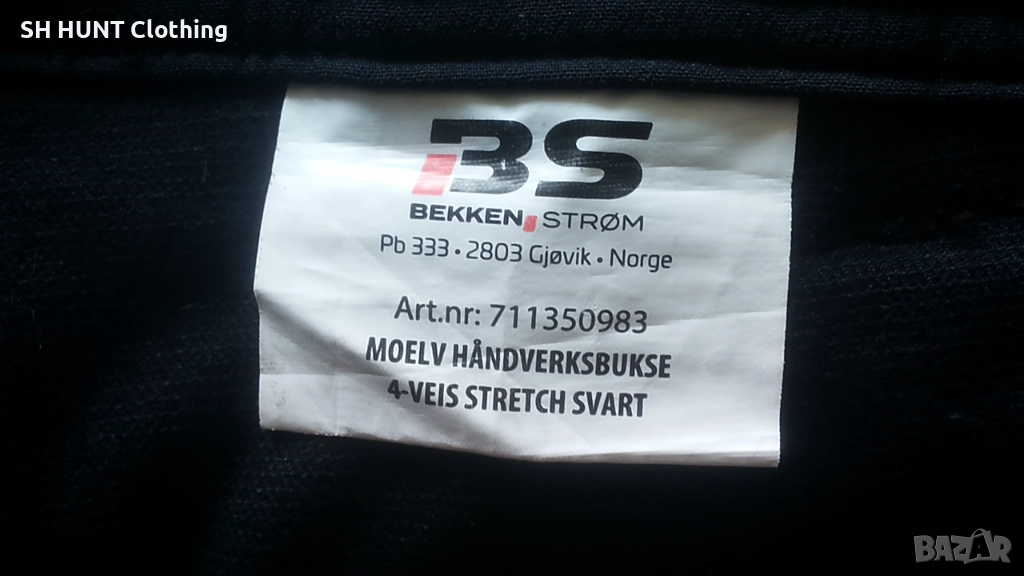 SH HUNT Clothing
BS
BEKKEN STRØM
Pb 333 • 2803 Gjøvik • Norge
Art.nr: 711350983
MOELV HÅNDVERKSBUKSE
4-VEIS STRETCH SVART
BAZAR